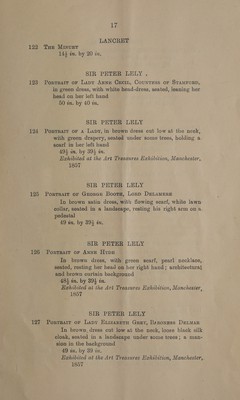 17
LANCRET
122 The Minuet
14½ in. by 20 in.
SIR PETER LELY .
123 Portrait of Lady Anne Cecil, Countess of Stamford,
in green dress, with white head-dress, seated, leaning her
head on her left hand
50 in. by 40 in.
SIR PETER LELY
124 Portrait of a Lady, in brown dress cut low at the neck,
with green drapery, seated under some trees, holding a
scarf in her left hand
49½ in. by 39½ in.
Exhibited at the Art Treasures Exhibition, Manchester,
1857
SIR PETER LELY
125 Portrait of George Booth, Lord Delamere
In brown satin dress, with flowing scarf, white lawn
collar, seated in a landscape, resting his right arm on a
pedestal
49 in. by 39½ in.
SIR PETER LELY
126 Portrait of Anne Hyde
In brown dress, with green scarf, pearl necklace,
seated, resting her head on her right hand; architectural
and brown curtain background
48½ in. by 39½ in.
Exhibited at the Art Treasures Exhibition, Manchester,
1857
SIR PETER LELY
127 Portrait of Lady Elizabeth Grey, Baroness Delmar
In brown dress cut low at the neck, loose black silk
cloak, seated in a landscape under some trees; a man-
sion in the background
49 in. by 39 in.
Exhibited at the Art Treasures Exhibition, Manchester,
1857